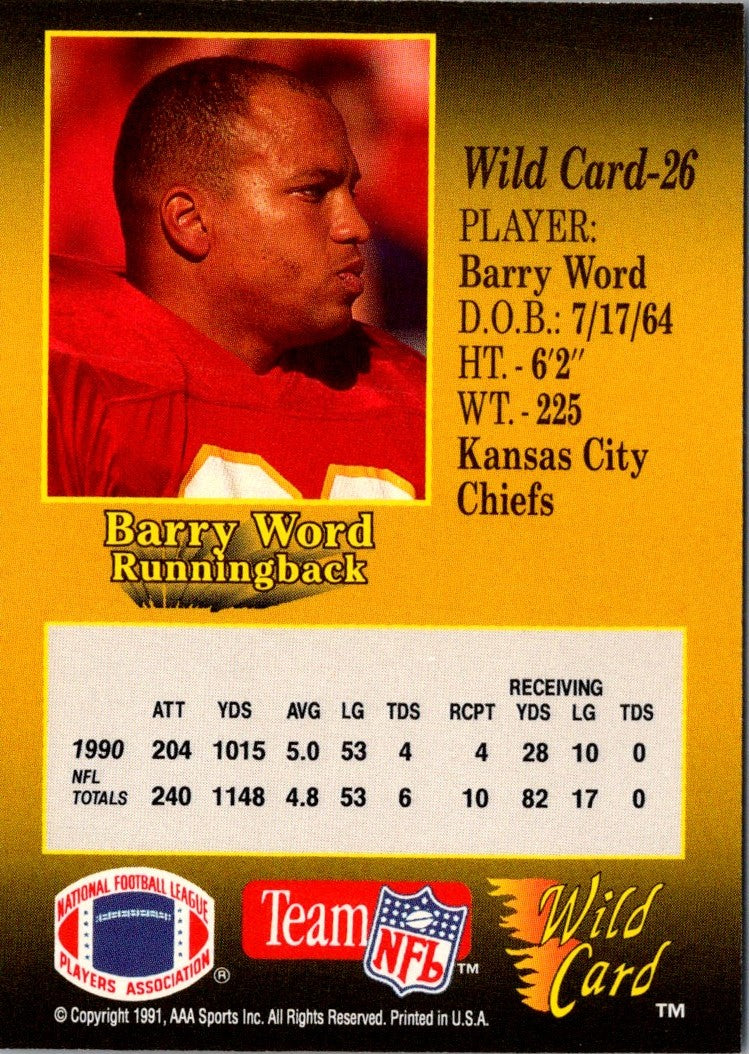 Wild Card-26
PLAYER:
Barry Word
D.O.B.: 7/17/64
HT. - 6'2"
WT. - 225
Kansas City
Chiefs
Barry Word
Runningback
RECEIVING
ATT YDS AVG LG TDS RCPT YDS LG TDS
1990 204 1015 5.0 53 4 4 28 10 0
NFL
TOTALS 240 1148 4.8 53 6 10 82 17 0
NATIONAL FOOTBALL LEAGUE
PLAYERS ASSOCIATION ®
Team NFL ™
Wild
Card ™
© Copyright 1991, AAA Sports Inc. All Rights Reserved. Printed in U.S.A.